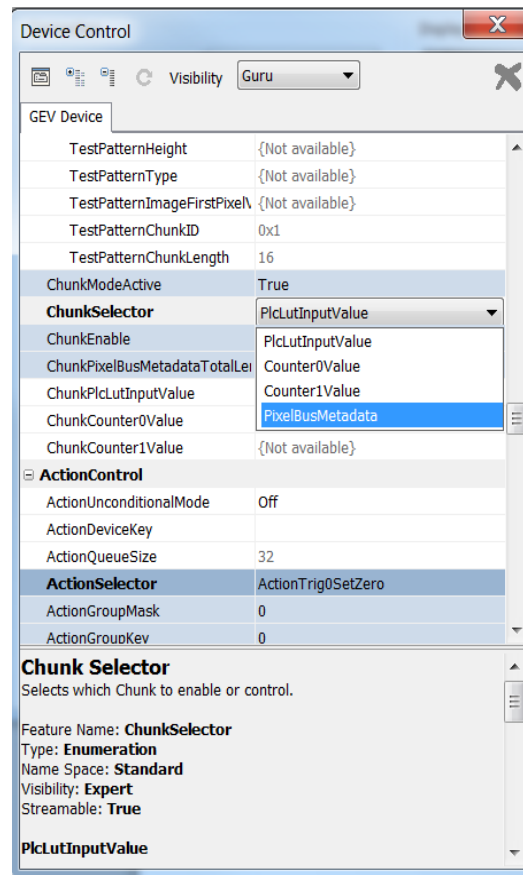 Device Control
Visibility Guru
GEV Device
TestPatternHeight {Not available}
TestPatternType {Not available}
TestPatternImageFirstPixelV {Not available}
TestPatternChunkID 0x1
TestPatternChunkLength 16
ChunkModeActive True
ChunkSelector PlcLutInputValue
ChunkEnable PlcLutInputValue
ChunkPixelBusMetadataTotalLen Counter0Value
ChunkPlcLutInputValue Counter1Value
ChunkCounter0Value PixelBusMetadata
ChunkCounter1Value {Not available}
ActionControl
ActionUnconditionalMode Off
ActionDeviceKey
ActionQueueSize 32
ActionSelector ActionTrig0SetZero
ActionGroupMask 0
ActionGroupKey 0
Chunk Selector
Selects which Chunk to enable or control.
Feature Name: ChunkSelector
Type: Enumeration
Name Space: Standard
Visibility: Expert
Streamable: True
PlcLutInputValue